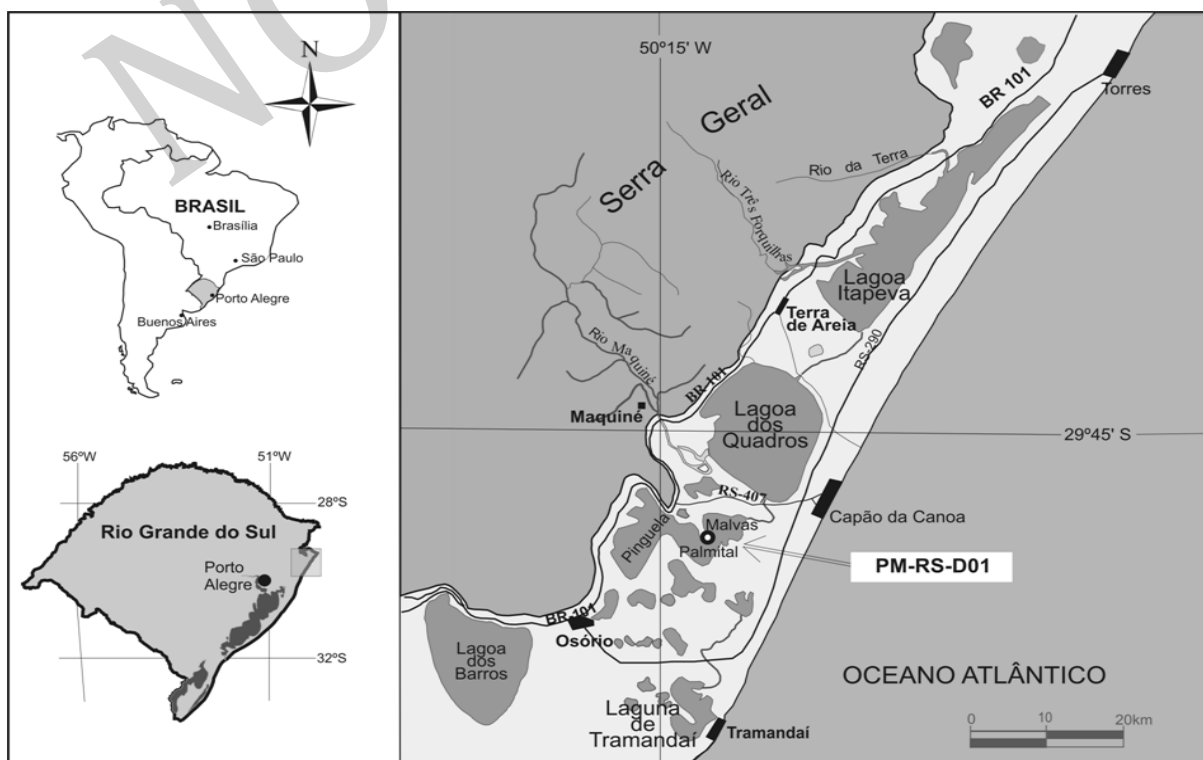 NO
N
BRASIL
Brasília
São Paulo
Porto Alegre
Buenos Aires
56ºW
51ºW
28ºS
Rio Grande do Sul
Porto
Alegre
32ºS
50º15' W
BR 101
Torres
Serra Geral
Rio da Terra
Rio Três Forquilhas
Lagoa
Itapeva
Terra
de Areia
RS-290
Rio Maquiné
BR-101
Maquiné
Lagoa
dos
Quadros
29º45' S
RS-407
Capão da Canoa
Pinguela
Malvas
Palmital
PM-RS-D01
BR-101
Osório
Lagoa
dos
Barros
OCEANO ATLÂNTICO
Laguna
de
Tramandaí
Tramandaí
0 10 20km